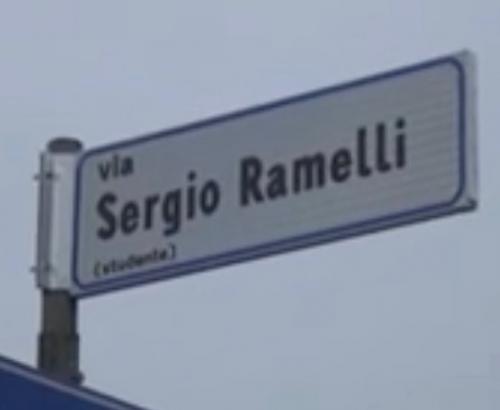 via
Sergio Ramelli
(studente)